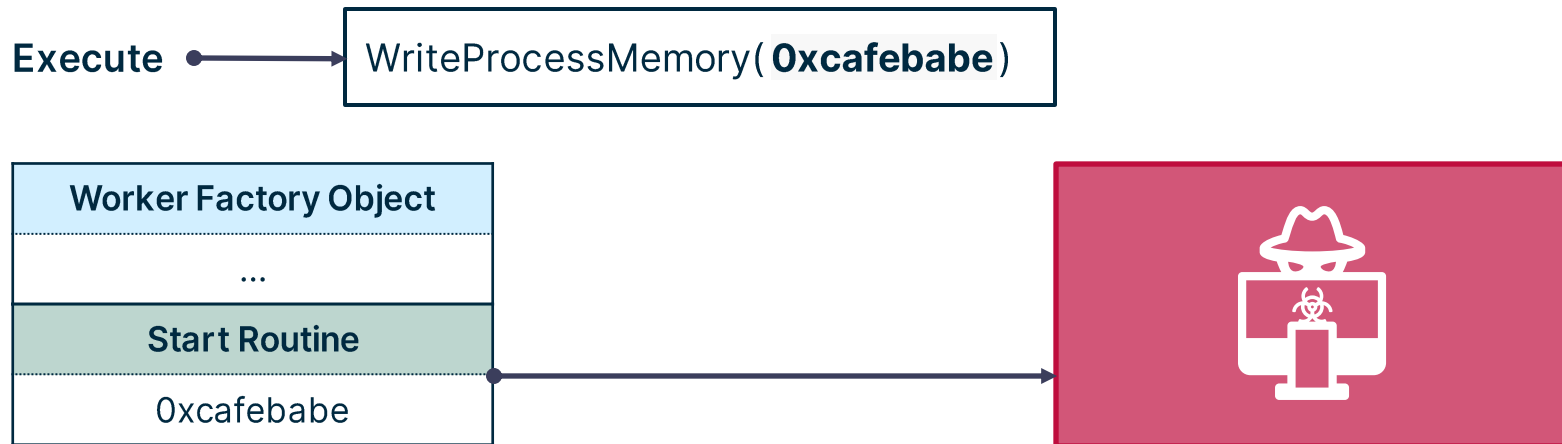 Execute
WriteProcessMemory(0xcafebabe)
Worker Factory Object
...
Start Routine
0xcafebabe